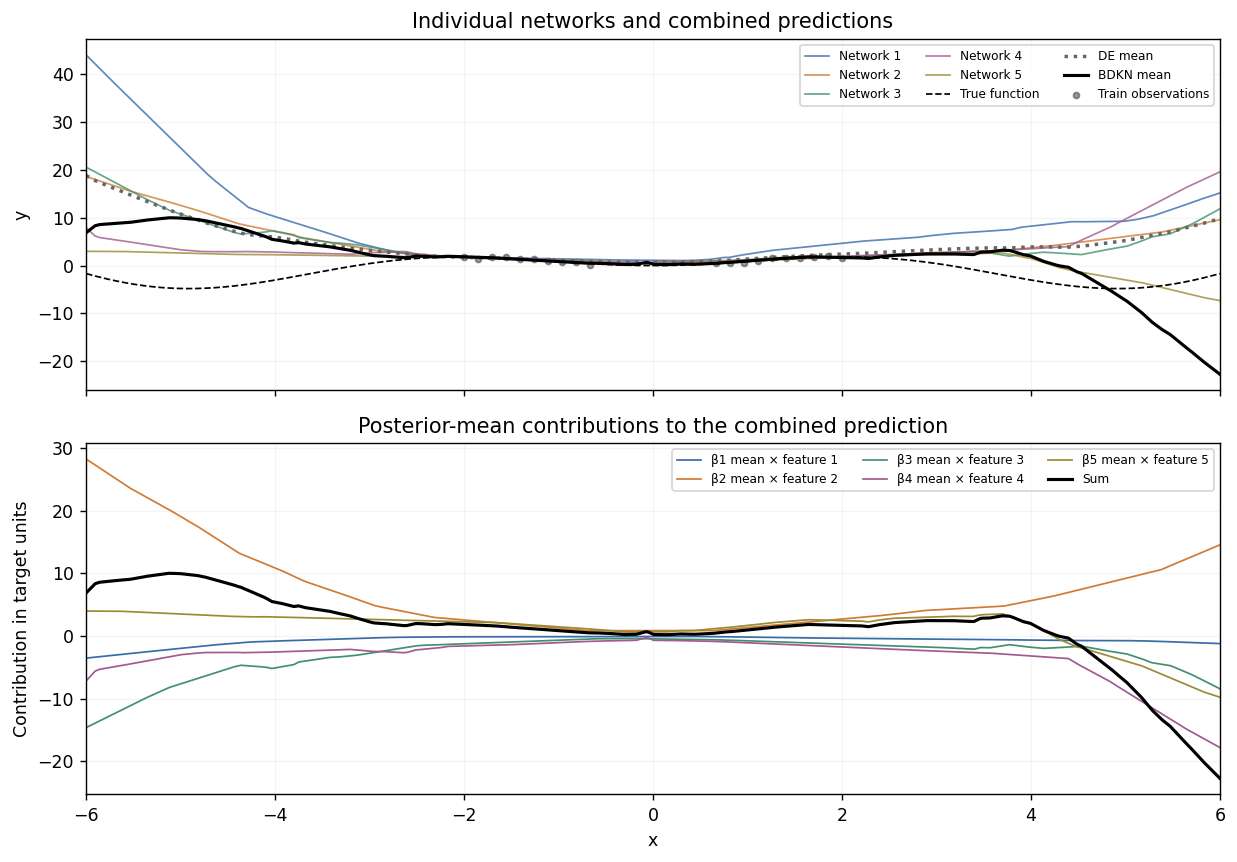 Individual networks and combined predictions
Network 1 Network 4 DE mean
Network 2 Network 5 BDKN mean
Network 3 True function Train observations
40
30
20
10
0
−10
−20
y
Posterior-mean contributions to the combined prediction
β1 mean × feature 1 β3 mean × feature 3 β5 mean × feature 5
β2 mean × feature 2 β4 mean × feature 4 Sum
30
20
10
0
−10
−20
Contribution in target units
−6 −4 −2 0 2 4 6
x